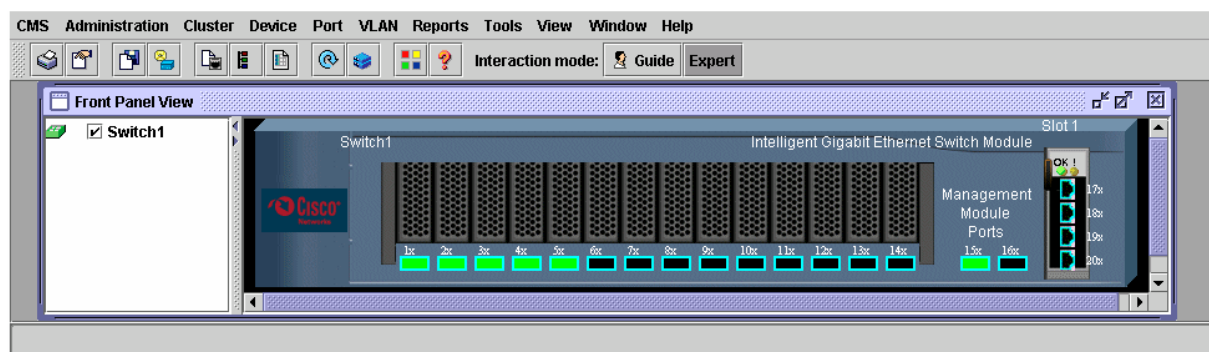 CMS Administration Cluster Device Port VLAN Reports Tools View Window Help
Interaction mode: Guide Expert
Front Panel View
Switch1
Slot 1
Switch1 Intelligent Gigabit Ethernet Switch Module
OK !
CISCO
Management
Module
Ports
17x
18x
19x
20x
1x 2x 3x 4x 5x 6x 7x 8x 9x 10x 11x 12x 13x 14x 15x 16x